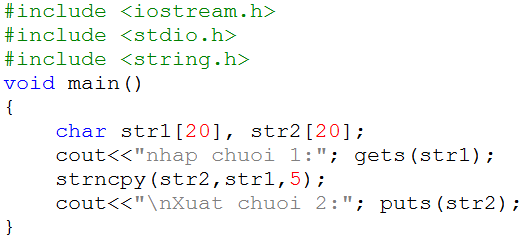 #include <iostream.h>
#include <stdio.h>
#include <string.h>
void main()
{
    char str1[20], str2[20];
    cout<<"nhap chuoi 1:"; gets(str1);
    strncpy(str2,str1,5);
    cout<<"\nXuat chuoi 2:"; puts(str2);
}